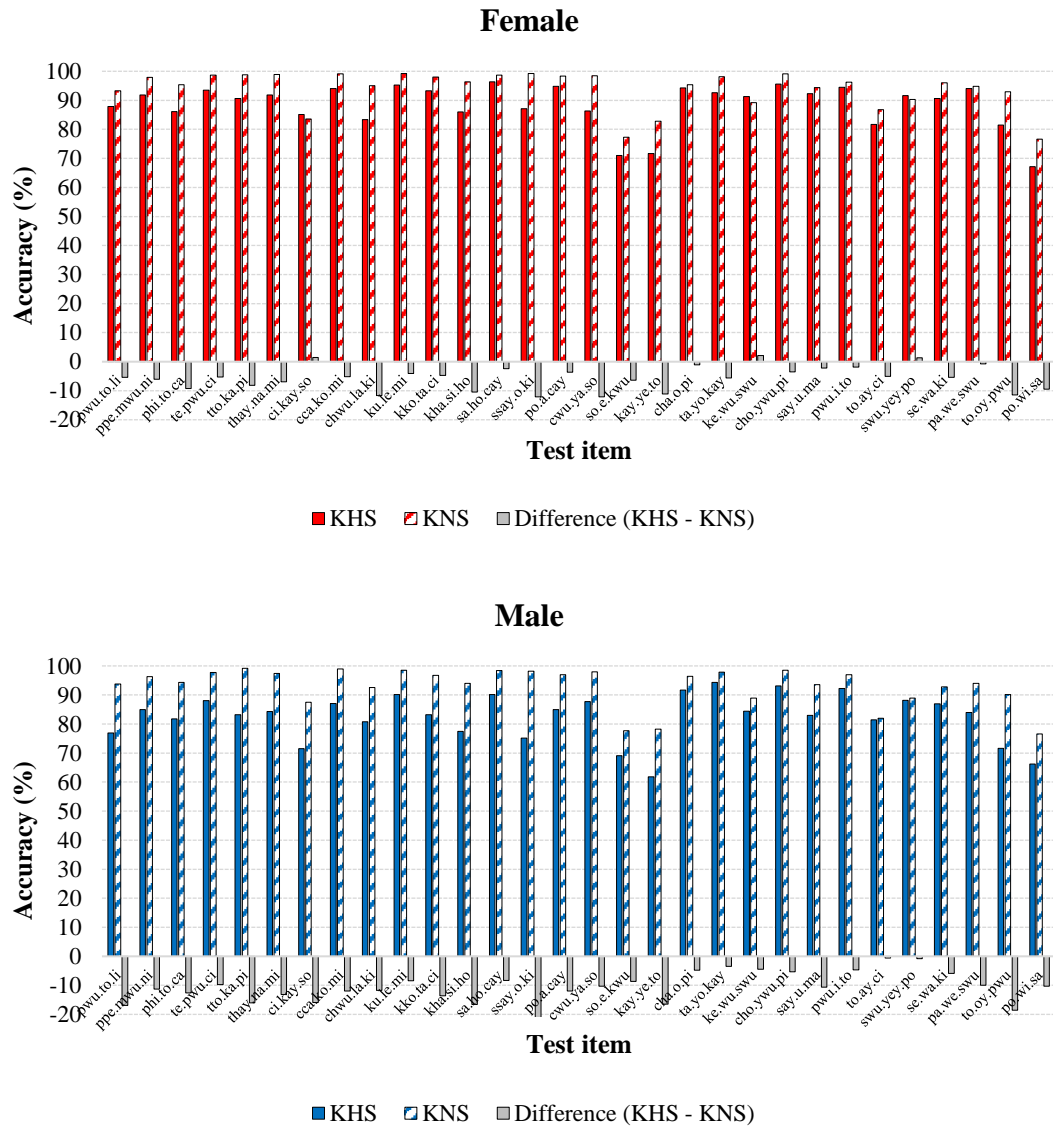 Female
Accuracy (%)
100
90
80
70
60
50
40
30
20
10
0
-10
-20
pwu.to.li
ppe.mwu.ni
phi.to.ca
te.pwu.ci
tto.ka.pi
thay.na.mi
ci.kay.so
cca.ko.mi
chwu.la.ki
ku.le.mi
kko.ta.ci
kha.si.ho
sa.ho.cay
ssay.o.ki
po.a.cay
cwu.ya.so
so.e.kwu
kay.ye.to
cha.o.pi
ta.yo.kay
ke.wu.swu
cho.ywu.pi
say.u.ma
pwu.i.to
to.ay.ci
swu.yey.po
se.wa.ki
pa.we.swu
to.oy.pwu
po.wi.sa
Test item
KHS KNS Difference (KHS - KNS)
Male
Accuracy (%)
100
90
80
70
60
50
40
30
20
10
0
-10
-20
pwu.to.li
ppe.mwu.ni
phi.to.ca
te.pwu.ci
tto.ka.pi
thay.na.mi
ci.kay.so
cca.ko.mi
chwu.la.ki
ku.le.mi
kko.ta.ci
kha.si.ho
sa.ho.cay
ssay.o.ki
po.a.cay
cwu.ya.so
so.e.kwu
kay.ye.to
cha.o.pi
ta.yo.kay
ke.wu.swu
cho.ywu.pi
say.u.ma
pwu.i.to
to.ay.ci
swu.yey.po
se.wa.ki
pa.we.swu
to.oy.pwu
po.wi.sa
Test item
KHS KNS Difference (KHS - KNS)